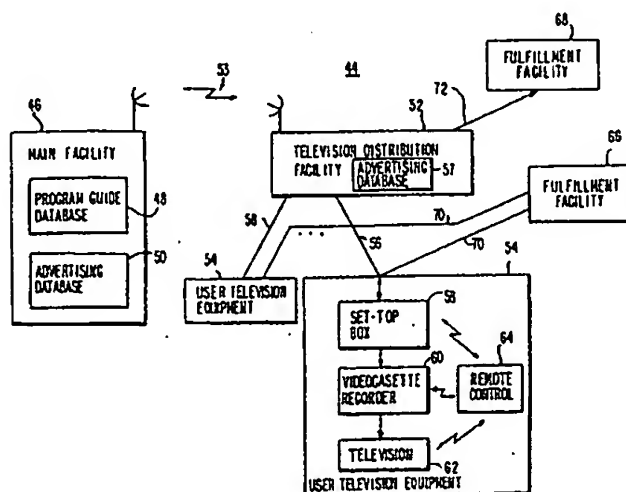 68
53
44
FULFILLMENT
FACILITY
46
52
72
MAIN FACILITY
TELEVISION DISTRIBUTION
FACILITY
ADVERTISING
DATABASE
57
66
FULFILLMENT
FACILITY
PROGRAM GUIDE
DATABASE
48
ADVERTISING
DATABASE
50
56
70
...
56
70
54
54
USER TELEVISION
EQUIPMENT
SET-TOP
BOX
58
60
64
VIDEOCASETTE
RECORDER
REMOTE
CONTROL
TELEVISION
62
USER TELEVISION EQUIPMENT